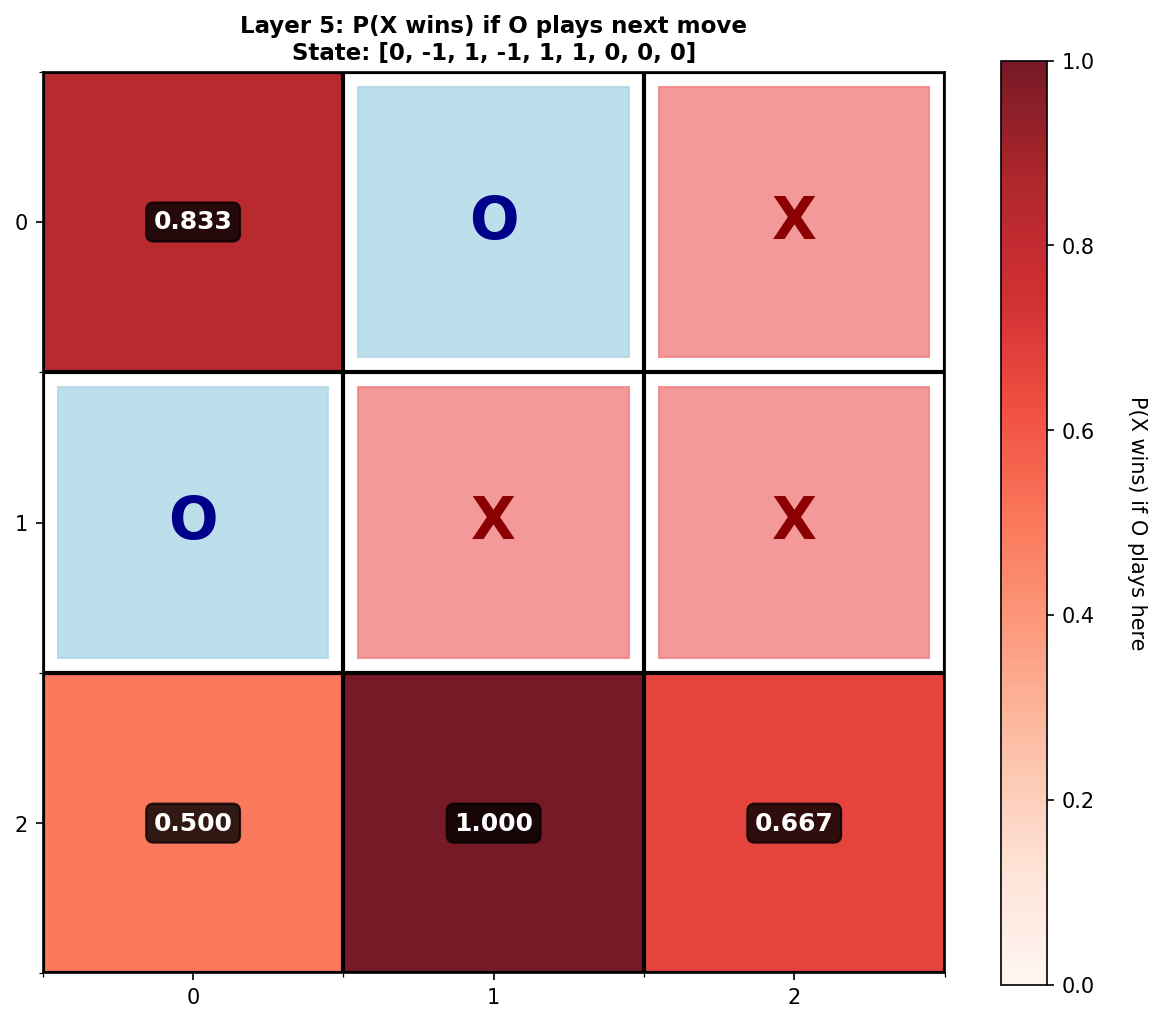 Layer 5: P(X wins) if O plays next move
State: [0, -1, 1, -1, 1, 1, 0, 0, 0]
0
0.833
O
X
1
O
X
X
2
0.500
1.000
0.667
0
1
2
1.0
0.8
0.6
0.4
0.2
0.0
P(X wins) if O plays here